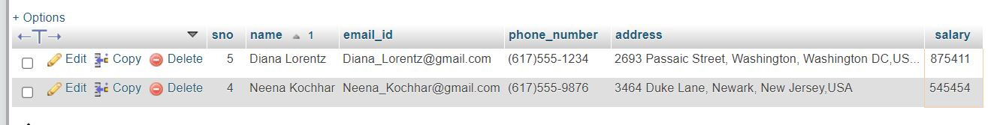 + Options
←T→ sno name 1 email_id phone_number address salary
Edit Copy Delete 5 Diana Lorentz Diana_Lorentz@gmail.com (617)555-1234 2693 Passaic Street, Washington, Washington DC,US... 875411
Edit Copy Delete 4 Neena Kochhar Neena_Kochhar@gmail.com (617)555-9876 3464 Duke Lane, Newark, New Jersey,USA 545454